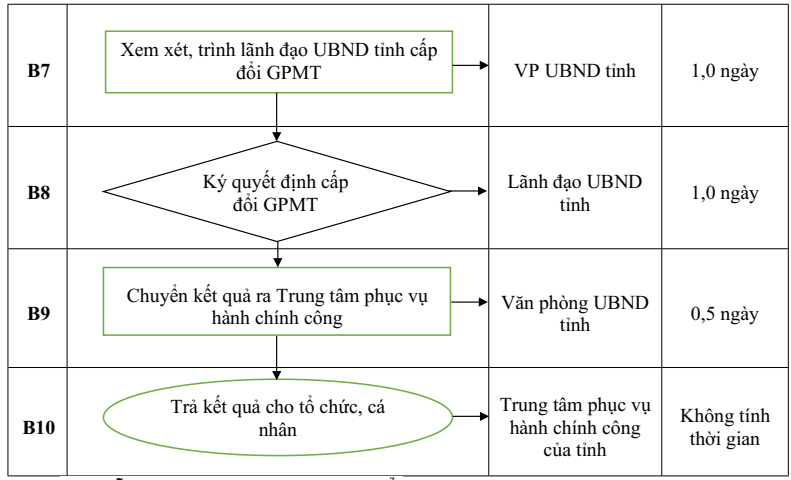 B7
Xem xét, trình lãnh đạo UBND tỉnh cấp
đổi GPMT
VP UBND tỉnh
1,0 ngày
B8
Ký quyết định cấp
đổi GPMT
Lãnh đạo UBND
tỉnh
1,0 ngày
B9
Chuyển kết quả ra Trung tâm phục vụ
hành chính công
Văn phòng UBND
tỉnh
0,5 ngày
B10
Trả kết quả cho tổ chức, cá
nhân
Trung tâm phục vụ
hành chính công
của tỉnh
Không tính
thời gian